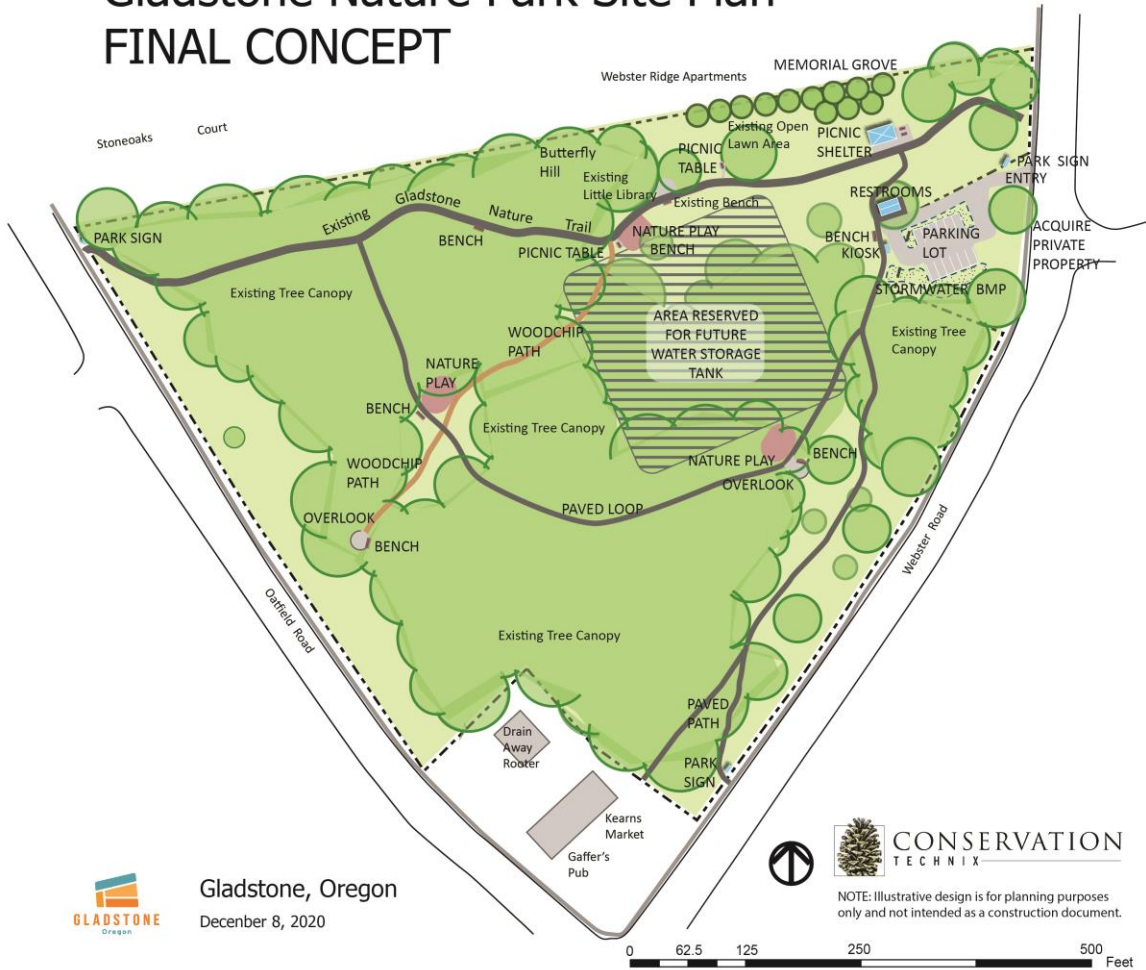 Gladstone Nature Park Site Plan
FINAL CONCEPT
MEMORIAL GROVE
Webster Ridge Apartments
Stoneoaks Court
Existing Open
Lawn Area
PICNIC
SHELTER
Butterfly
Hill
PICNIC
TABLE
Existing
Little Library
PARK SIGN
ENTRY
RESTROOMS
Existing Gladstone Nature Trail
Existing Bench
PARK SIGN
BENCH
NATURE PLAY
BENCH
PICNIC TABLE
BENCH
KIOSK
PARKING
LOT
ACQUIRE
PRIVATE
PROPERTY
STORMWATER BMP
Existing Tree Canopy
AREA RESERVED
FOR FUTURE
WATER STORAGE
TANK
WOODCHIP
PATH
Existing Tree
Canopy
NATURE
PLAY
BENCH
Existing Tree Canopy
NATURE PLAY
BENCH
OVERLOOK
WOODCHIP
PATH
PAVED LOOP
OVERLOOK
BENCH
Webster Road
Oatfield Road
Existing Tree Canopy
PAVED
PATH
Drain
Away
Rooter
PARK
SIGN
Kearns
Market
Gaffer's
Pub
CONSERVATION
TECHNIX
NOTE: Illustrative design is for planning purposes
only and not intended as a construction document.
GLADSTONE
Oregon
Gladstone, Oregon
Decenber 8, 2020
0 62.5 125 250 500
Feet